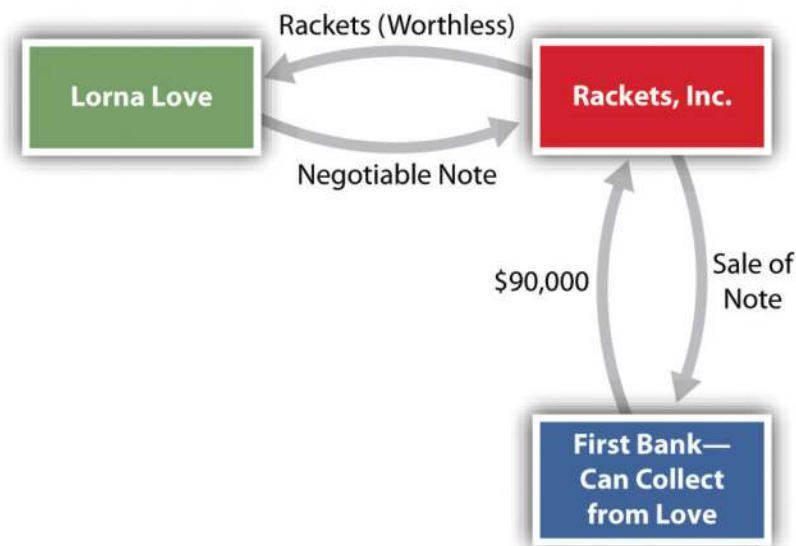 Rackets (Worthless)
Lorna Love
Rackets, Inc.
Negotiable Note
$90,000
Sale of
Note
First Bank—
Can Collect
from Love